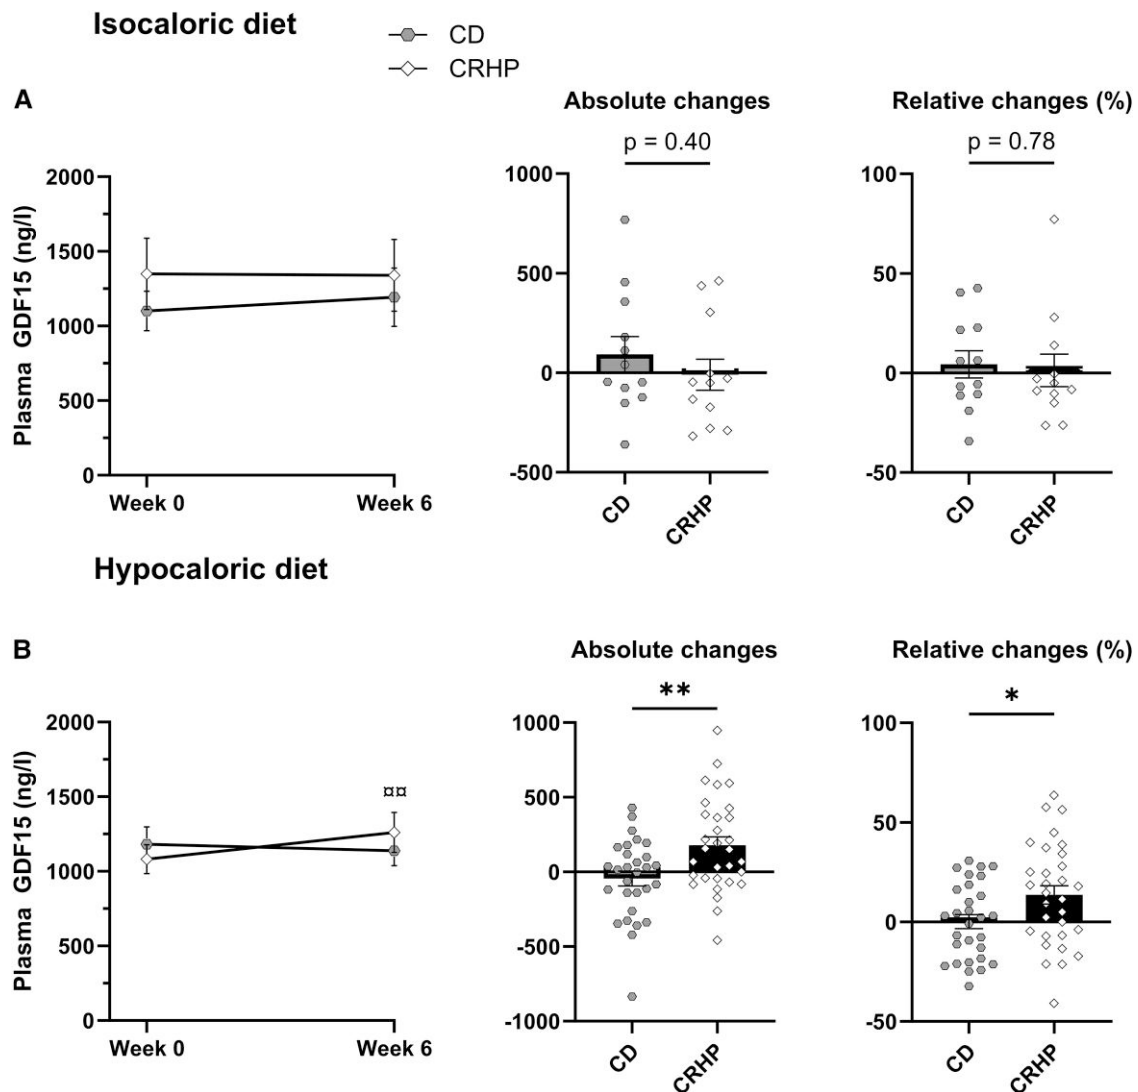 Isocaloric diet
CD
CRHP
A
Absolute changes
Relative changes (%)
p = 0.40
p = 0.78
Plasma GDF15 (ng/l)
2000
1500
1000
500
0
Week 0
Week 6
1000
500
0
-500
CD
CRHP
100
50
0
-50
CD
CRHP
Hypocaloric diet
B
Absolute changes
Relative changes (%)
**
*
Plasma GDF15 (ng/l)
2000
1500
1000
500
0
¤¤
Week 0
Week 6
1000
500
0
-500
-1000
CD
CRHP
100
50
0
-50
CD
CRHP